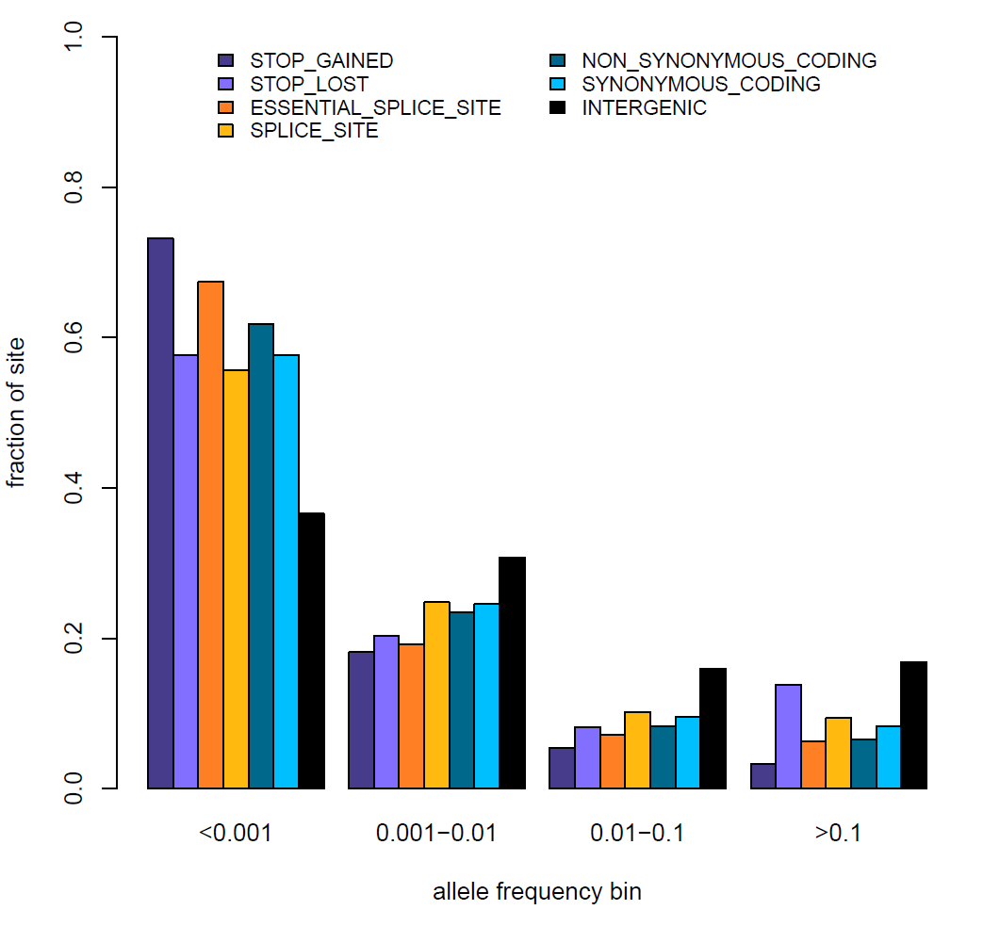 STOP_GAINED
STOP_LOST
ESSENTIAL_SPLICE_SITE
SPLICE_SITE
NON_SYNONYMOUS_CODING
SYNONYMOUS_CODING
INTERGENIC
fraction of site
1.0
0.8
0.6
0.4
0.2
0.0
<0.001
0.001−0.01
0.01−0.1
>0.1
allele frequency bin